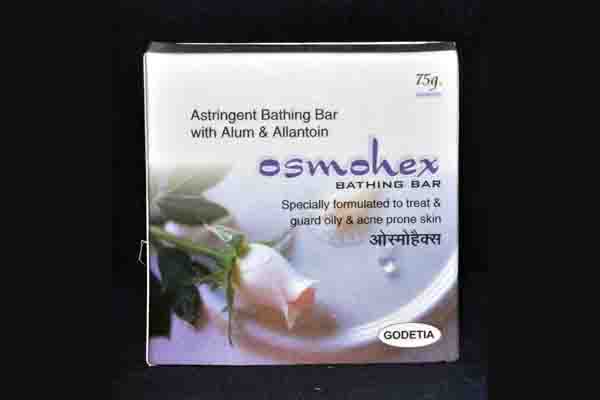 75g.
Astringent Bathing Bar
with Alum & Allantoin
osmohex
BATHING BAR
Specially formulated to treat &
guard oily & acne prone skin
ओस्मोहैक्स
GODETIA